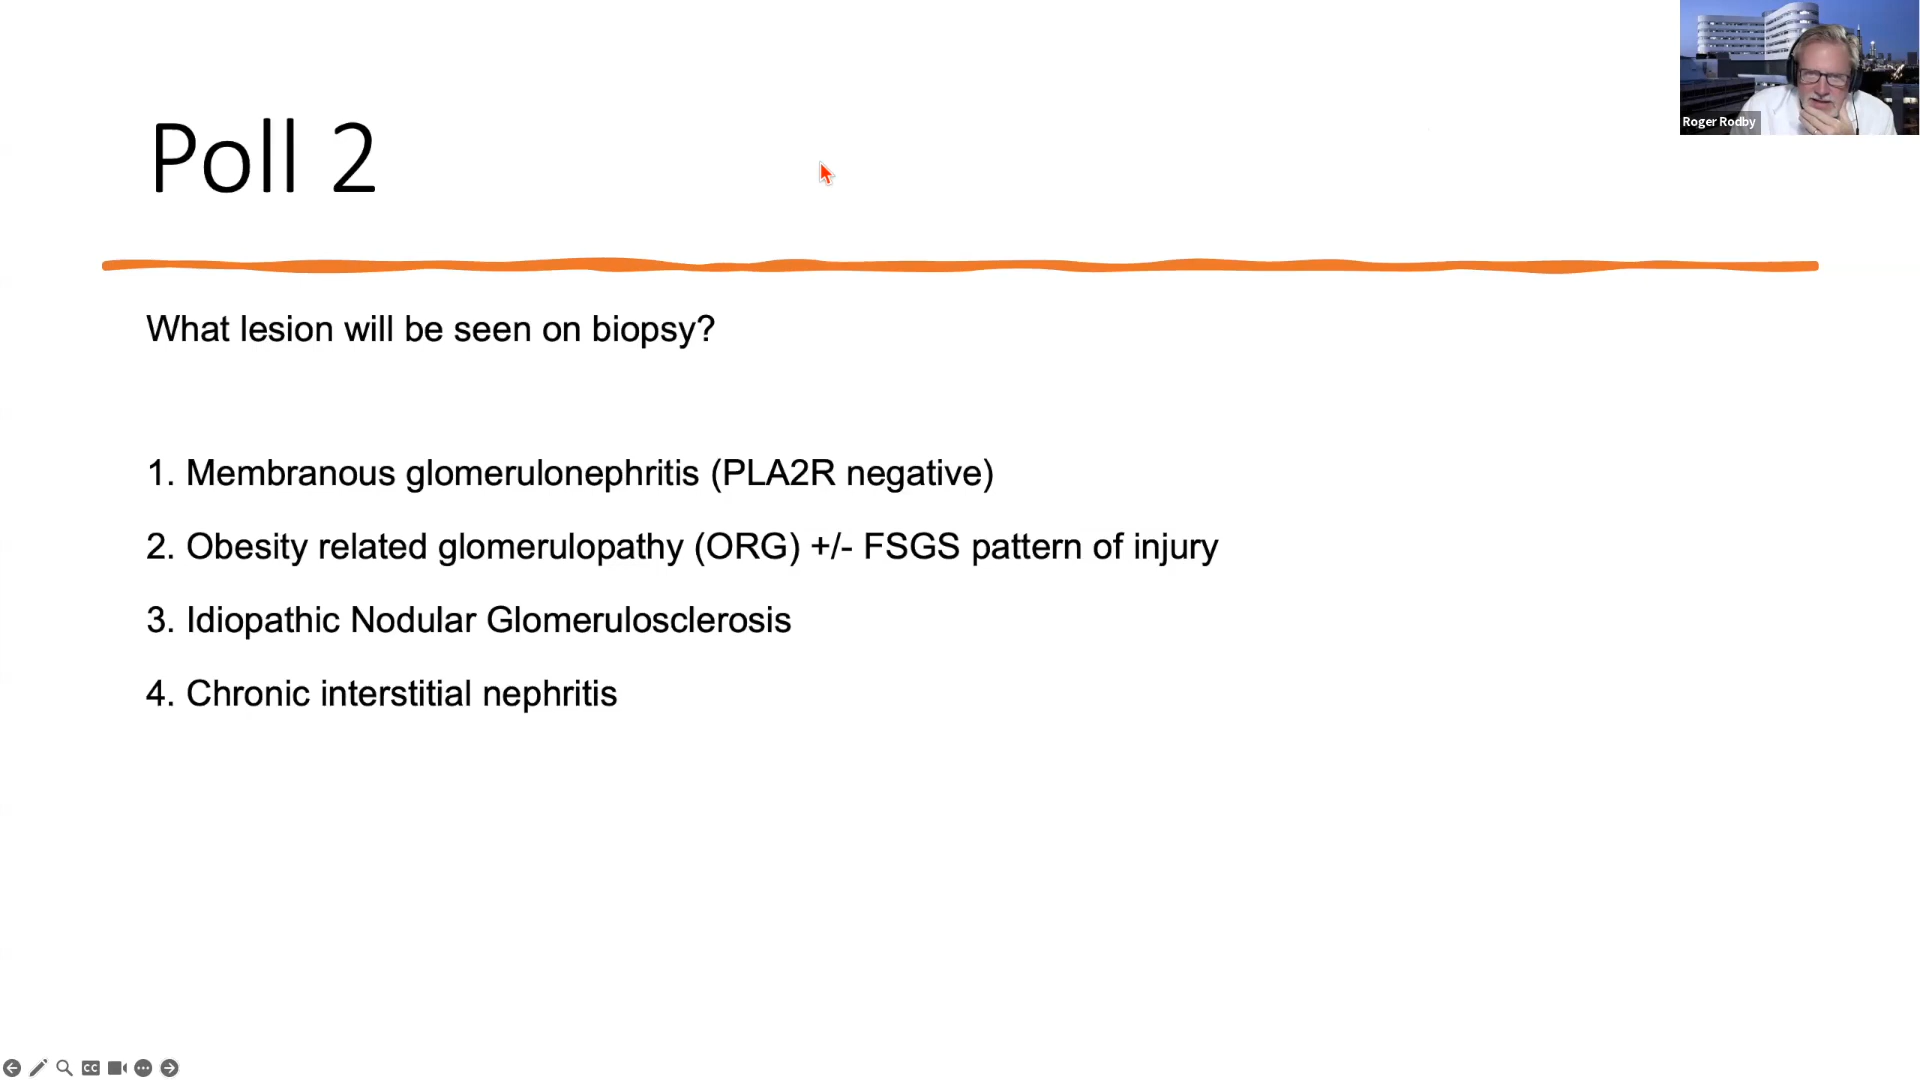 Roger Rodby
Poll 2
What lesion will be seen on biopsy?
1. Membranous glomerulonephritis (PLA2R negative)
2. Obesity related glomerulopathy (ORG) +/- FSGS pattern of injury
3. Idiopathic Nodular Glomerulosclerosis
4. Chronic interstitial nephritis
CC